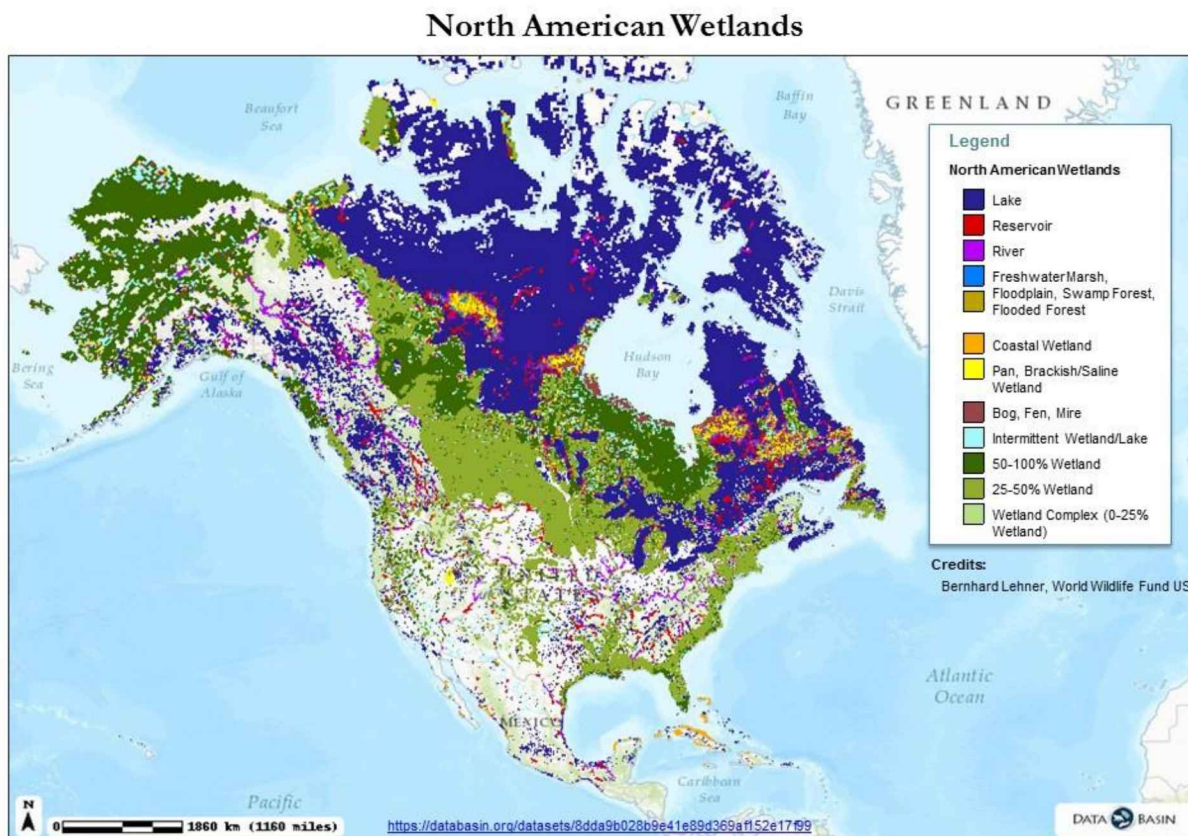 North American Wetlands
Beaufort
Sea
Baffin
Bay
GREENLAND
Legend
North American Wetlands
Lake
Reservoir
River
Freshwater Marsh,
Floodplain, Swamp Forest,
Flooded Forest
Coastal Wetland
Pan, Brackish/Saline
Wetland
Bog, Fen, Mire
Intermittent Wetland/Lake
50-100% Wetland
25-50% Wetland
Wetland Complex (0-25%
Wetland)
Davis
Strait
Hudson
Bay
Bering
Sea
Gulf of
Alaska
Credits:
Bernhard Lehner, World Wildlife Fund US
UNITED
STATES
Atlantic
Ocean
MEXICO
Caribbean
Sea
Pacific
N
0 1860 km (1160 miles)
https://databasin.org/datasets/8dda9b028b9e41e89d369af152e17f99
DATA BASIN